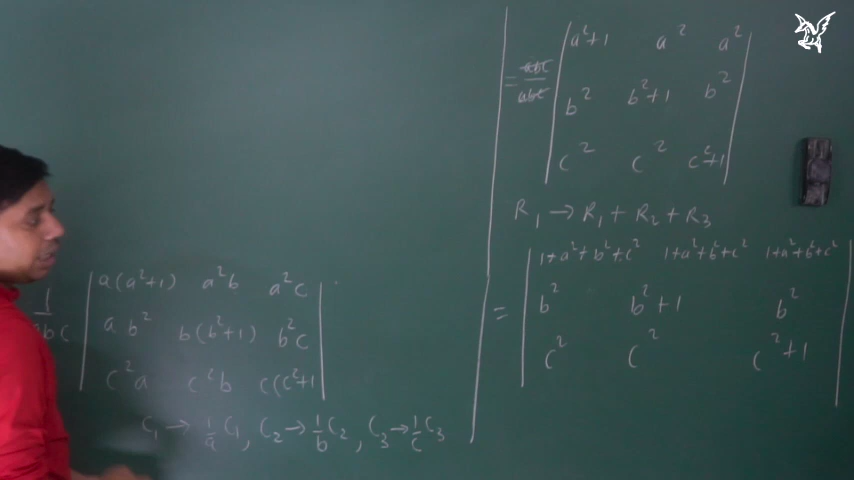 1/abc | a(a²+1) a²b a²c |
| ab² b(b²+1) b²c |
| c²a c²b c(c²+1 |
C₁ → 1/a C₁, C₂ → 1/b C₂, C₃ → 1/c C₃
= abc/abc | a²+1 a² a² |
| b² b²+1 b² |
| c² c² c²+1 |
R₁ → R₁ + R₂ + R₃
= | 1+a²+b²+c² 1+a²+b²+c² 1+a²+b²+c² |
| b² b²+1 b² |
| c² c² c²+1 |